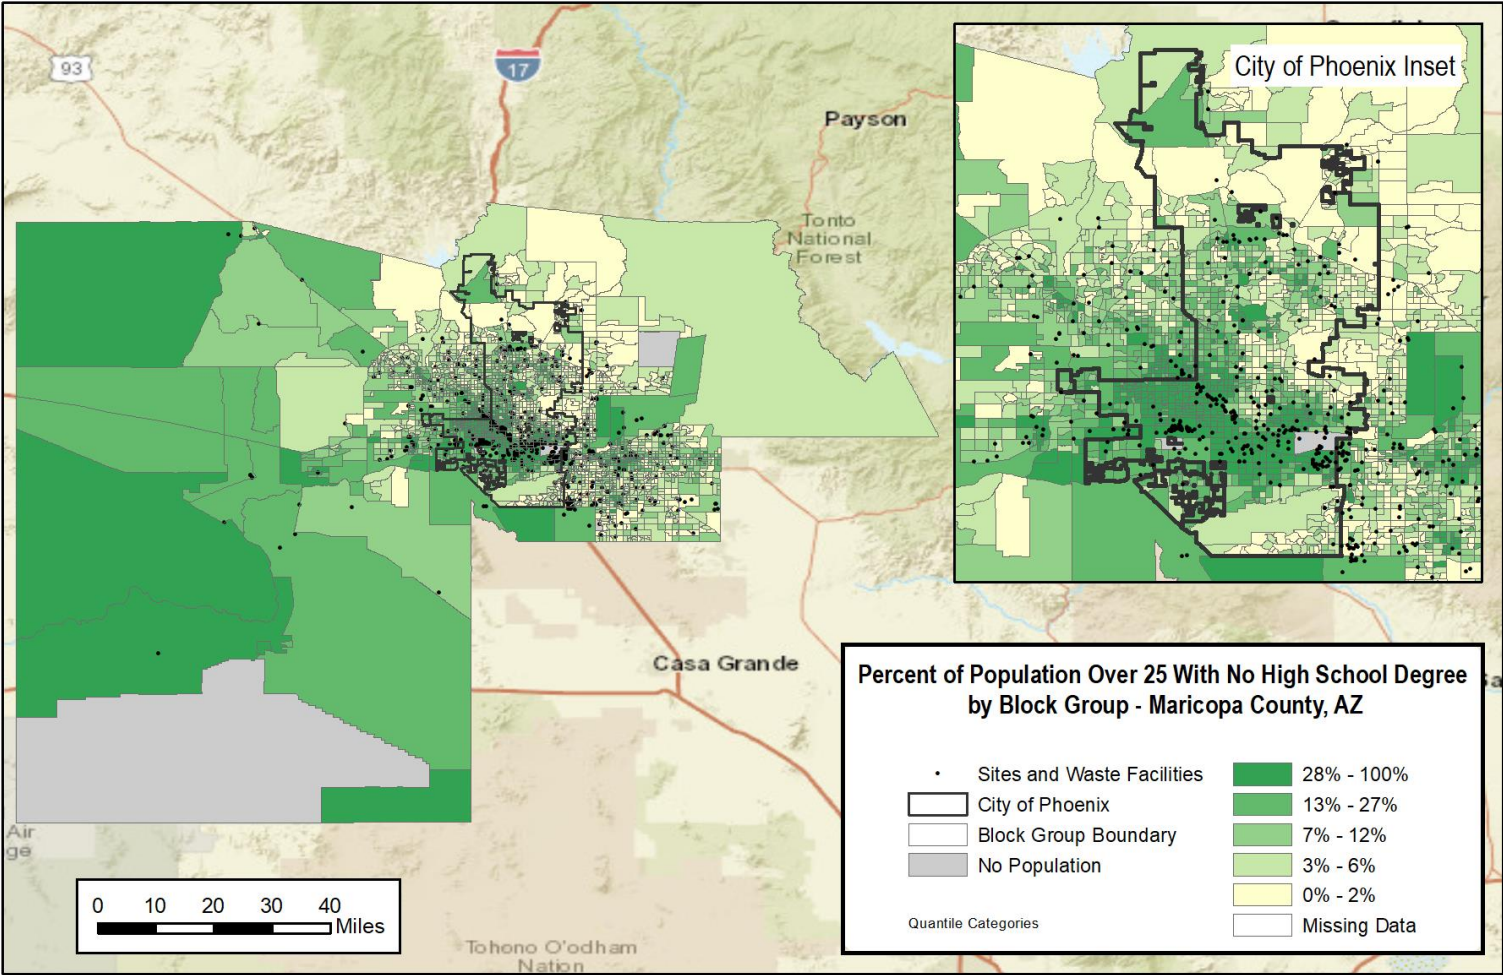 93
17
City of Phoenix Inset
Payson
Tonto
National
Forest
Casa Grande
Percent of Population Over 25 With No High School Degree
by Block Group - Maricopa County, AZ
Sites and Waste Facilities
City of Phoenix
Block Group Boundary
No Population
Quantile Categories
28% - 100%
13% - 27%
7% - 12%
3% - 6%
0% - 2%
Missing Data
Air
ge
0 10 20 30 40
Miles
Tohono O'odham
Nation